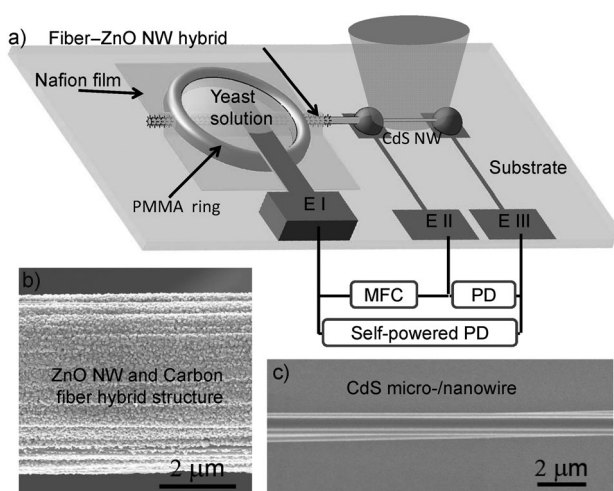 a)
Fiber–ZnO NW hybrid
Nafion film
Yeast
solution
CdS NW
Substrate
PMMA ring
E I
E II
E III
MFC
PD
Self-powered PD
b)
ZnO NW and Carbon
fiber hybrid structure
2 μm
c)
CdS micro-/nanowire
2 μm